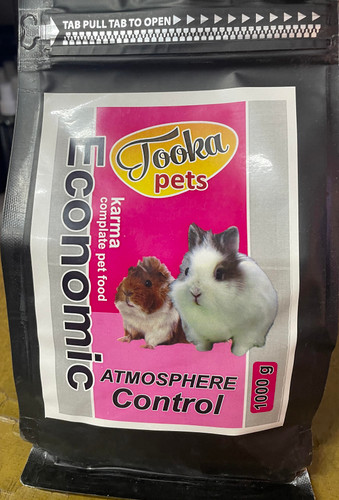 TAB PULL TAB TO OPEN
Tooka
pets
Economic
karma
complate pet food
ATMOSPHERE
Control
1000 g